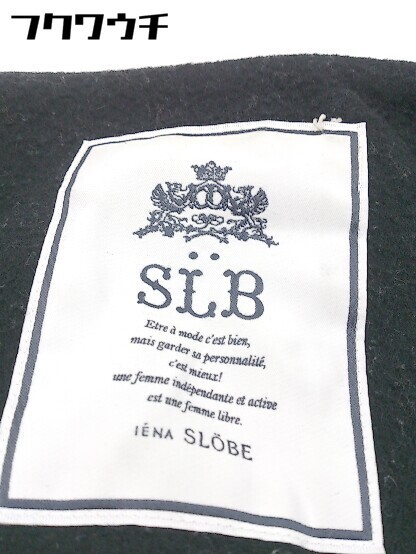 フクワウチ
SL̈B
Etre à mode c'est bien,
mais garder sa personnalité,
c'est mieux!
une femme indépendante et active
est une femme libre.
IÉNA SLÖBE